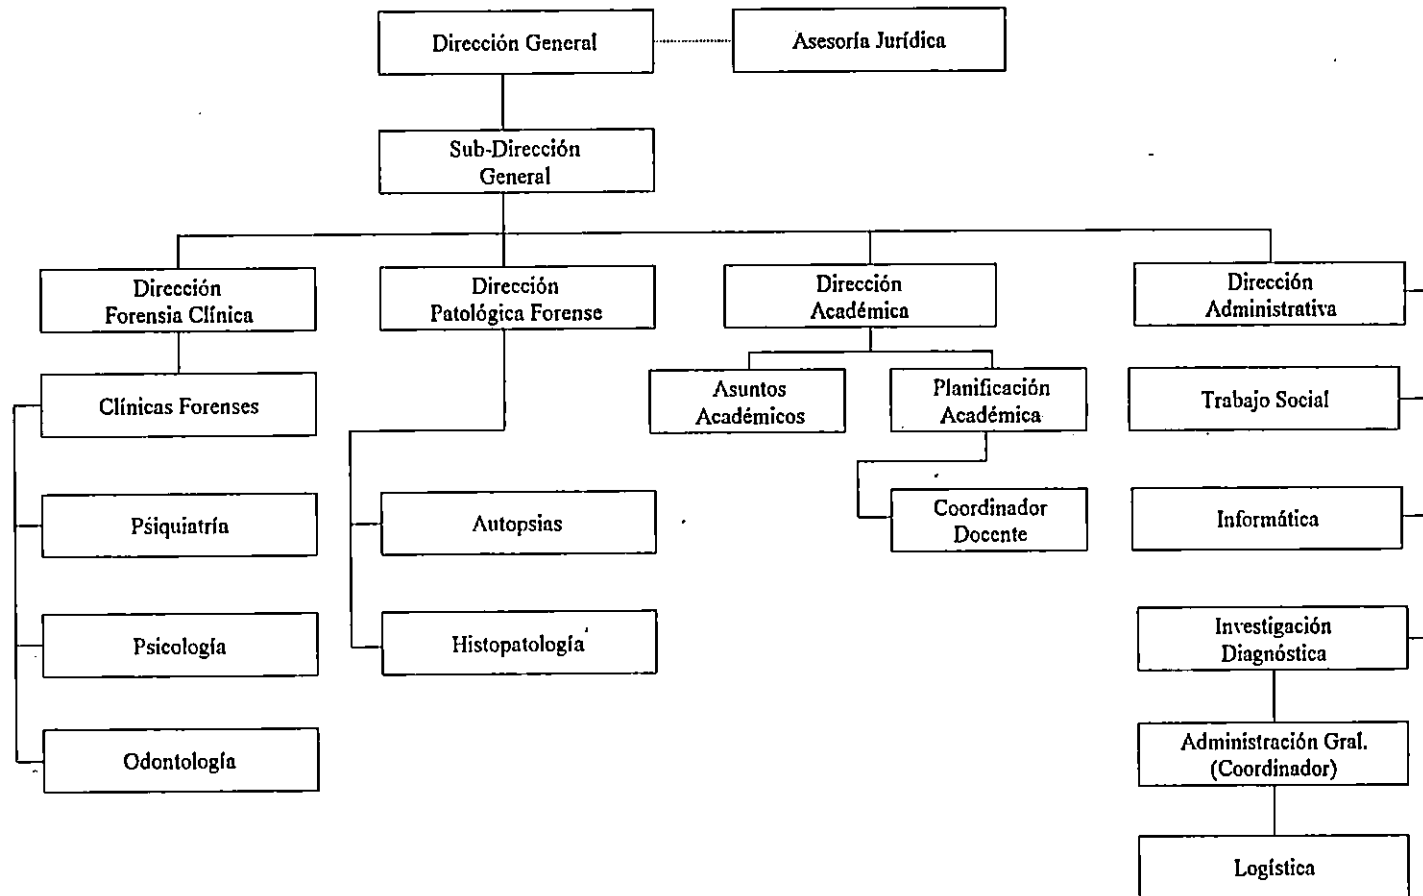 Dirección General
Asesoría Jurídica
Sub-Dirección
General
Dirección
Forensia Clínica
Dirección
Patológica Forense
Dirección
Académica
Dirección
Administrativa
Clínicas Forenses
Asuntos
Académicos
Planificación
Académica
Trabajo Social
Psiquiatría
Autopsias
Coordinador
Docente
Informática
Psicología
Histopatología
Investigación
Diagnóstica
Odontología
Administración Gral.
(Coordinador)
Logística